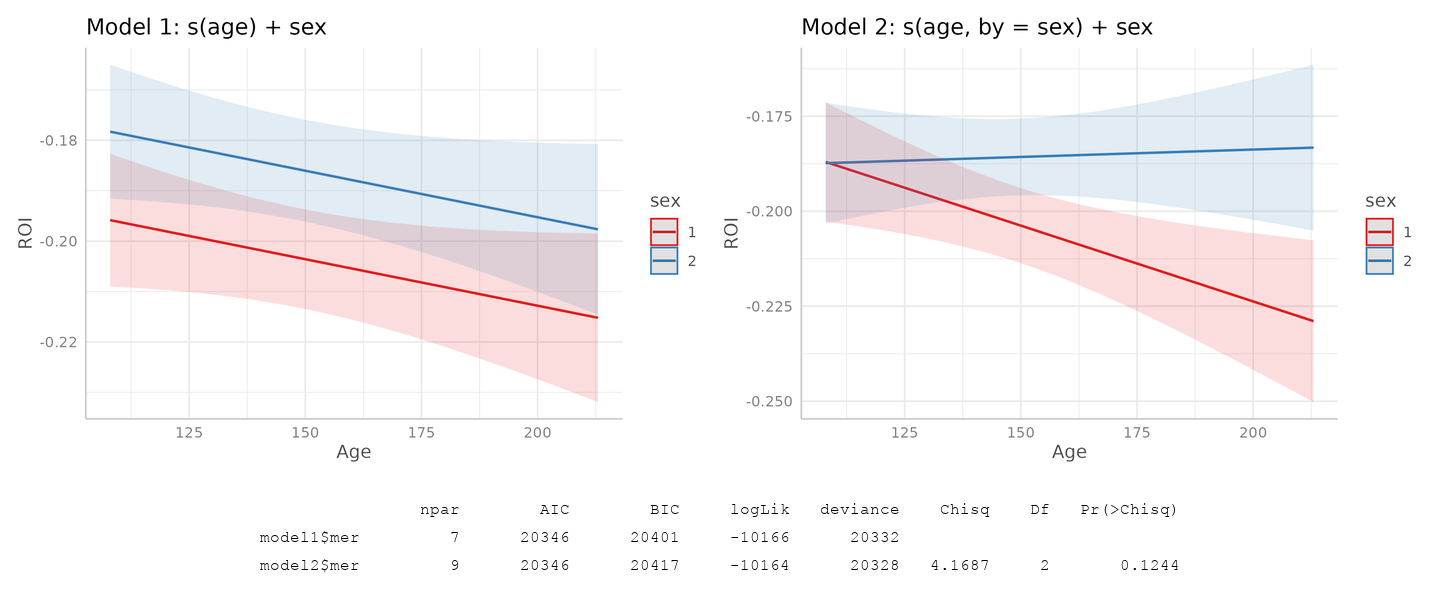 Model 1: s(age) + sex
-0.18
-0.20
-0.22
ROI
125 150 175 200
Age
sex
1
2
Model 2: s(age, by = sex) + sex
-0.175
-0.200
-0.225
-0.250
ROI
125 150 175 200
Age
sex
1
2
npar AIC BIC logLik deviance Chisq Df Pr(>Chisq)
model1$mer 7 20346 20401 -10166 20332
model2$mer 9 20346 20417 -10164 20328 4.1687 2 0.1244